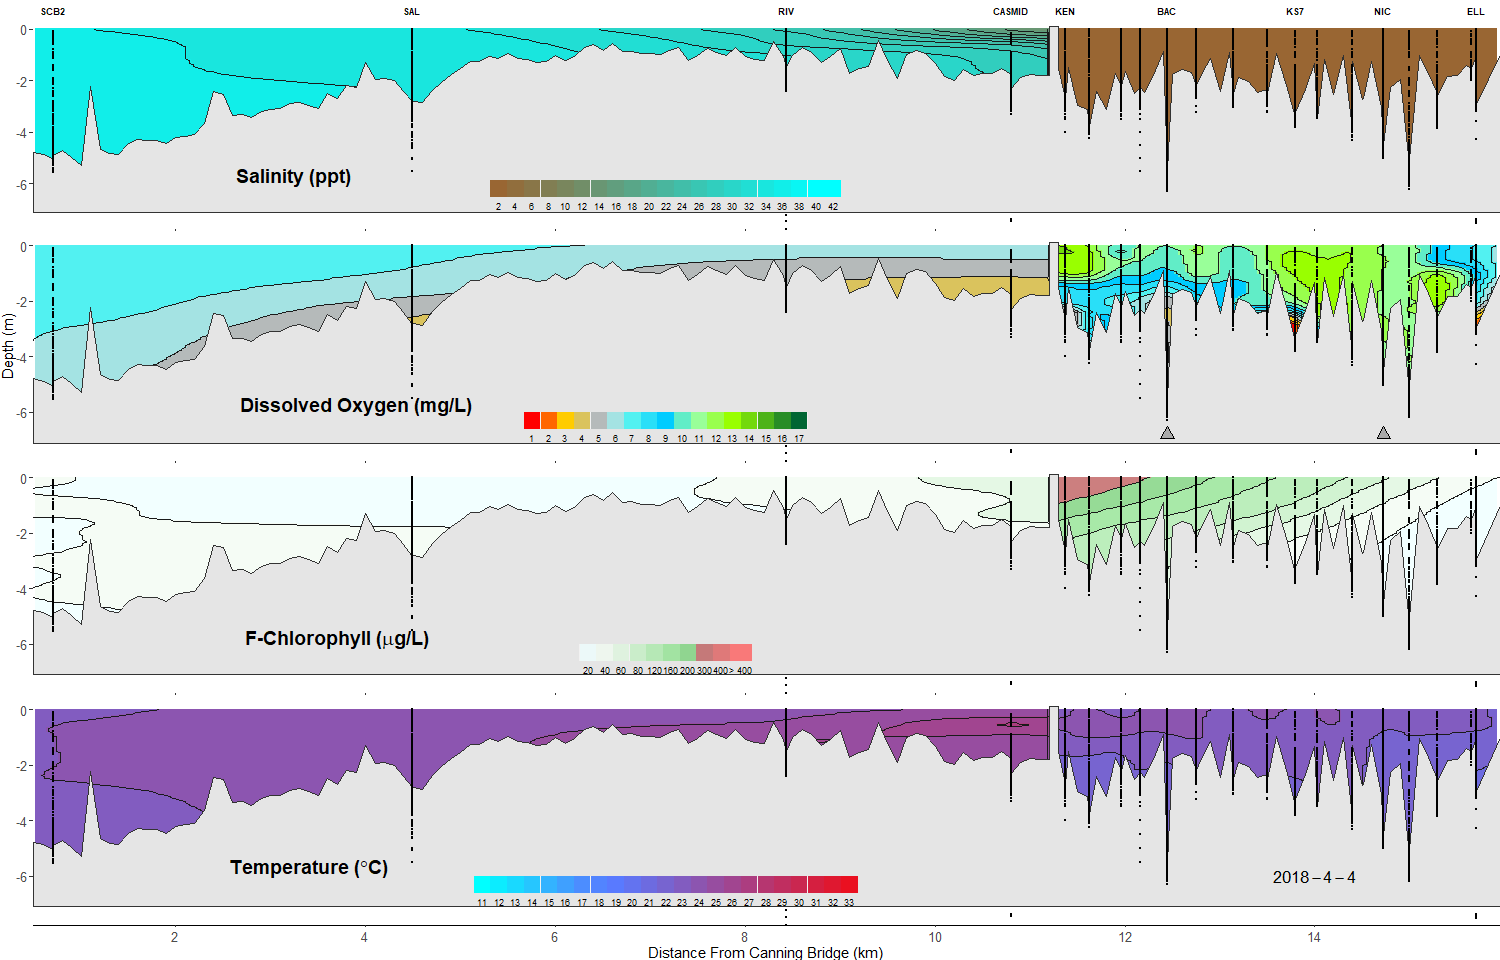 SCB2 SAL RIV CASMID KEN BAC KS7 NIC ELL
0
-2
-4
-6
Salinity (ppt)
2 4 6 8 10 12 14 16 18 20 22 24 26 28 30 32 34 36 38 40 42
0
-2
-4
-6
Depth (m)
Dissolved Oxygen (mg/L)
1 2 3 4 5 6 7 8 9 10 11 12 13 14 15 16 17
0
-2
-4
-6
F-Chlorophyll (μg/L)
20 40 60 80 120 160 200 300 400 > 400
0
-2
-4
-6
Temperature (°C)
2018-4-4
11 12 13 14 15 16 17 18 19 20 21 22 23 24 25 26 27 28 29 30 31 32 33
2 4 6 8 10 12 14
Distance From Canning Bridge (km)